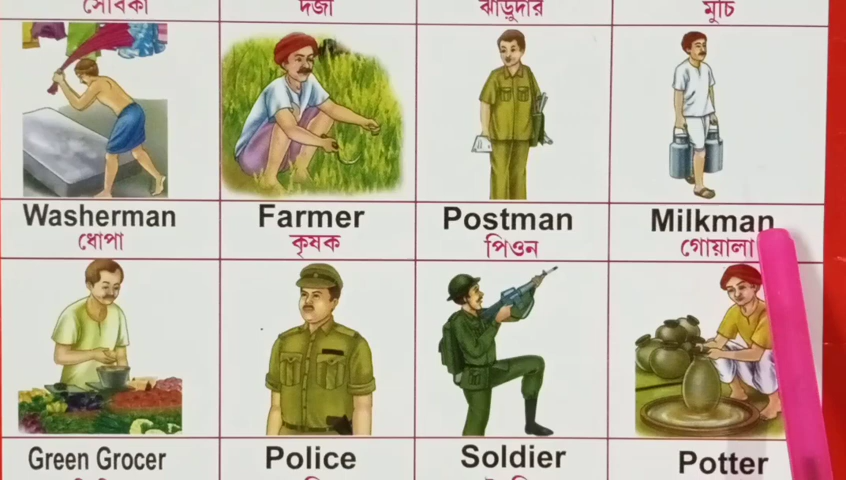 সেবিকা
দর্জী
ঝাড়ুদার
মুচি
Washerman
Farmer
Postman
Milkman
ধোপা
কৃষক
পিওন
গোয়ালা
Green Grocer
Police
Soldier
Potter